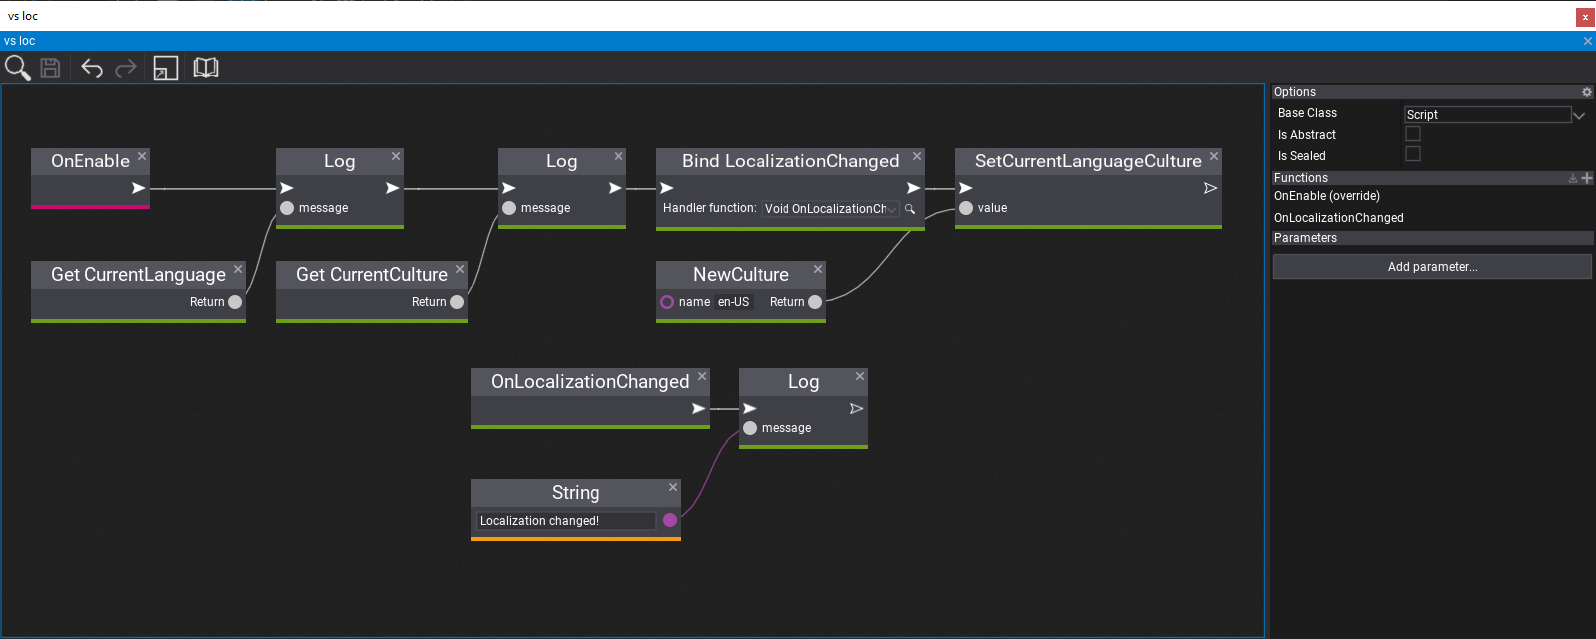 vs loc
vs loc
OnEnable
Log
message
Log
message
Bind LocalizationChanged
Handler function: Void OnLocalizationCh
SetCurrentLanguageCulture
value
Get CurrentLanguage
Return
Get CurrentCulture
Return
NewCulture
name en-US Return
OnLocalizationChanged
Log
message
String
Localization changed!
Options
Base Class Script
Is Abstract
Is Sealed
Functions
OnEnable (override)
OnLocalizationChanged
Parameters
Add parameter...